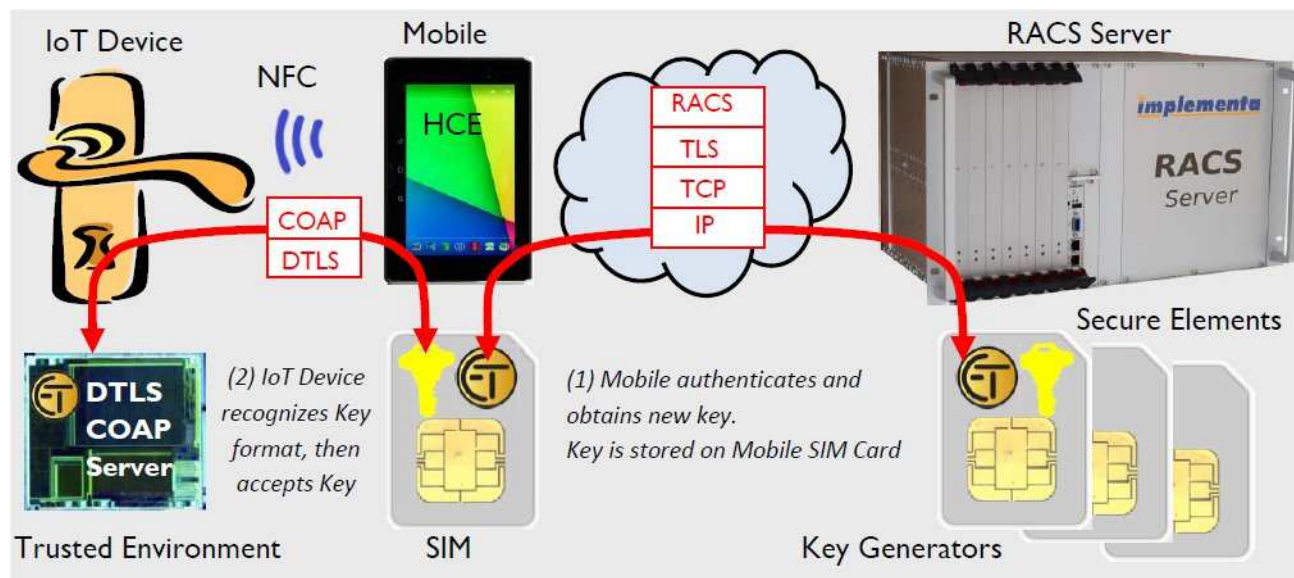 IoT Device
Mobile
RACS Server
NFC
HCE
RACS
TLS
TCP
IP
implementa
RACS
Server
COAP
DTLS
Secure Elements
DTLS
COAP
Server
(2) IoT Device
recognizes Key
format, then
accepts Key
(1) Mobile authenticates and
obtains new key.
Key is stored on Mobile SIM Card
Trusted Environment
SIM
Key Generators